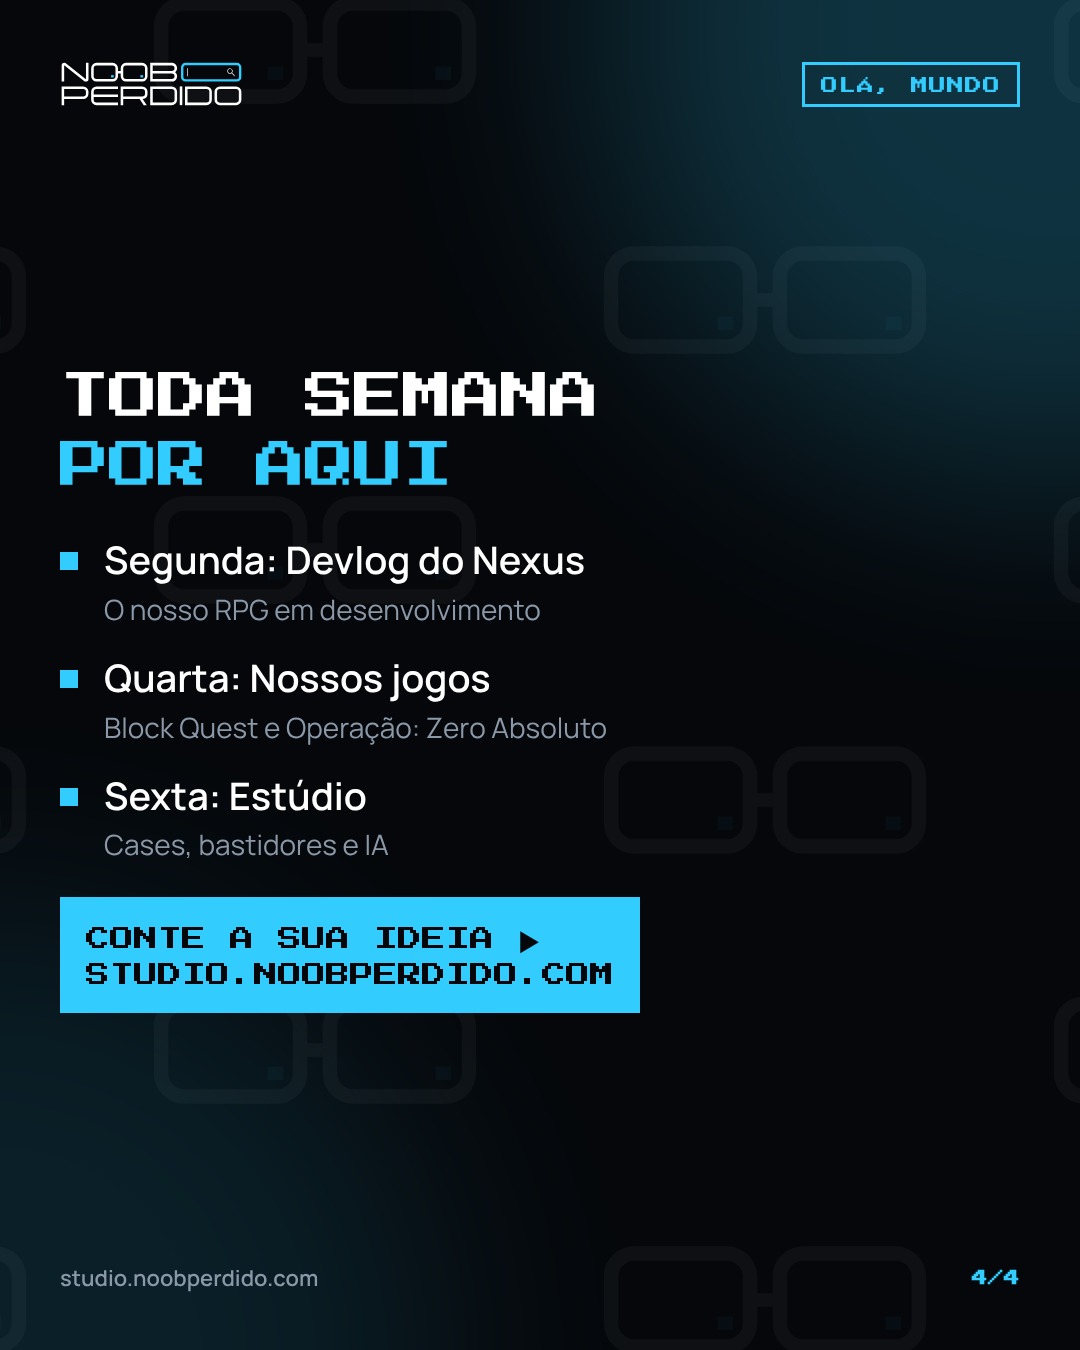 NOOB
PERDIDO
OLÁ, MUNDO
TODA SEMANA
POR AQUI
Segunda: Devlog do Nexus
O nosso RPG em desenvolvimento
Quarta: Nossos jogos
Block Quest e Operação: Zero Absoluto
Sexta: Estúdio
Cases, bastidores e IA
CONTE A SUA IDEIA ▶
STUDIO.NOOBPERDIDO.COM
studio.noobperdido.com
4/4